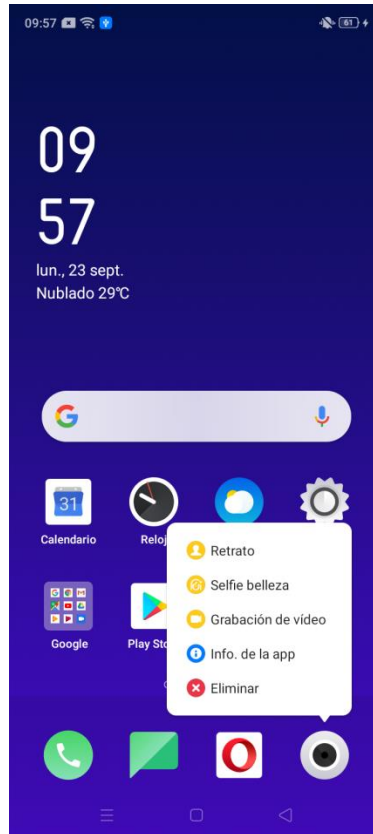 09:57
61
09
57
lun., 23 sept.
Nublado 29°C
31
Calendario
Reloj
Retrato
Selfie belleza
Grabación de vídeo
Info. de la app
Eliminar
Google
Play Sto